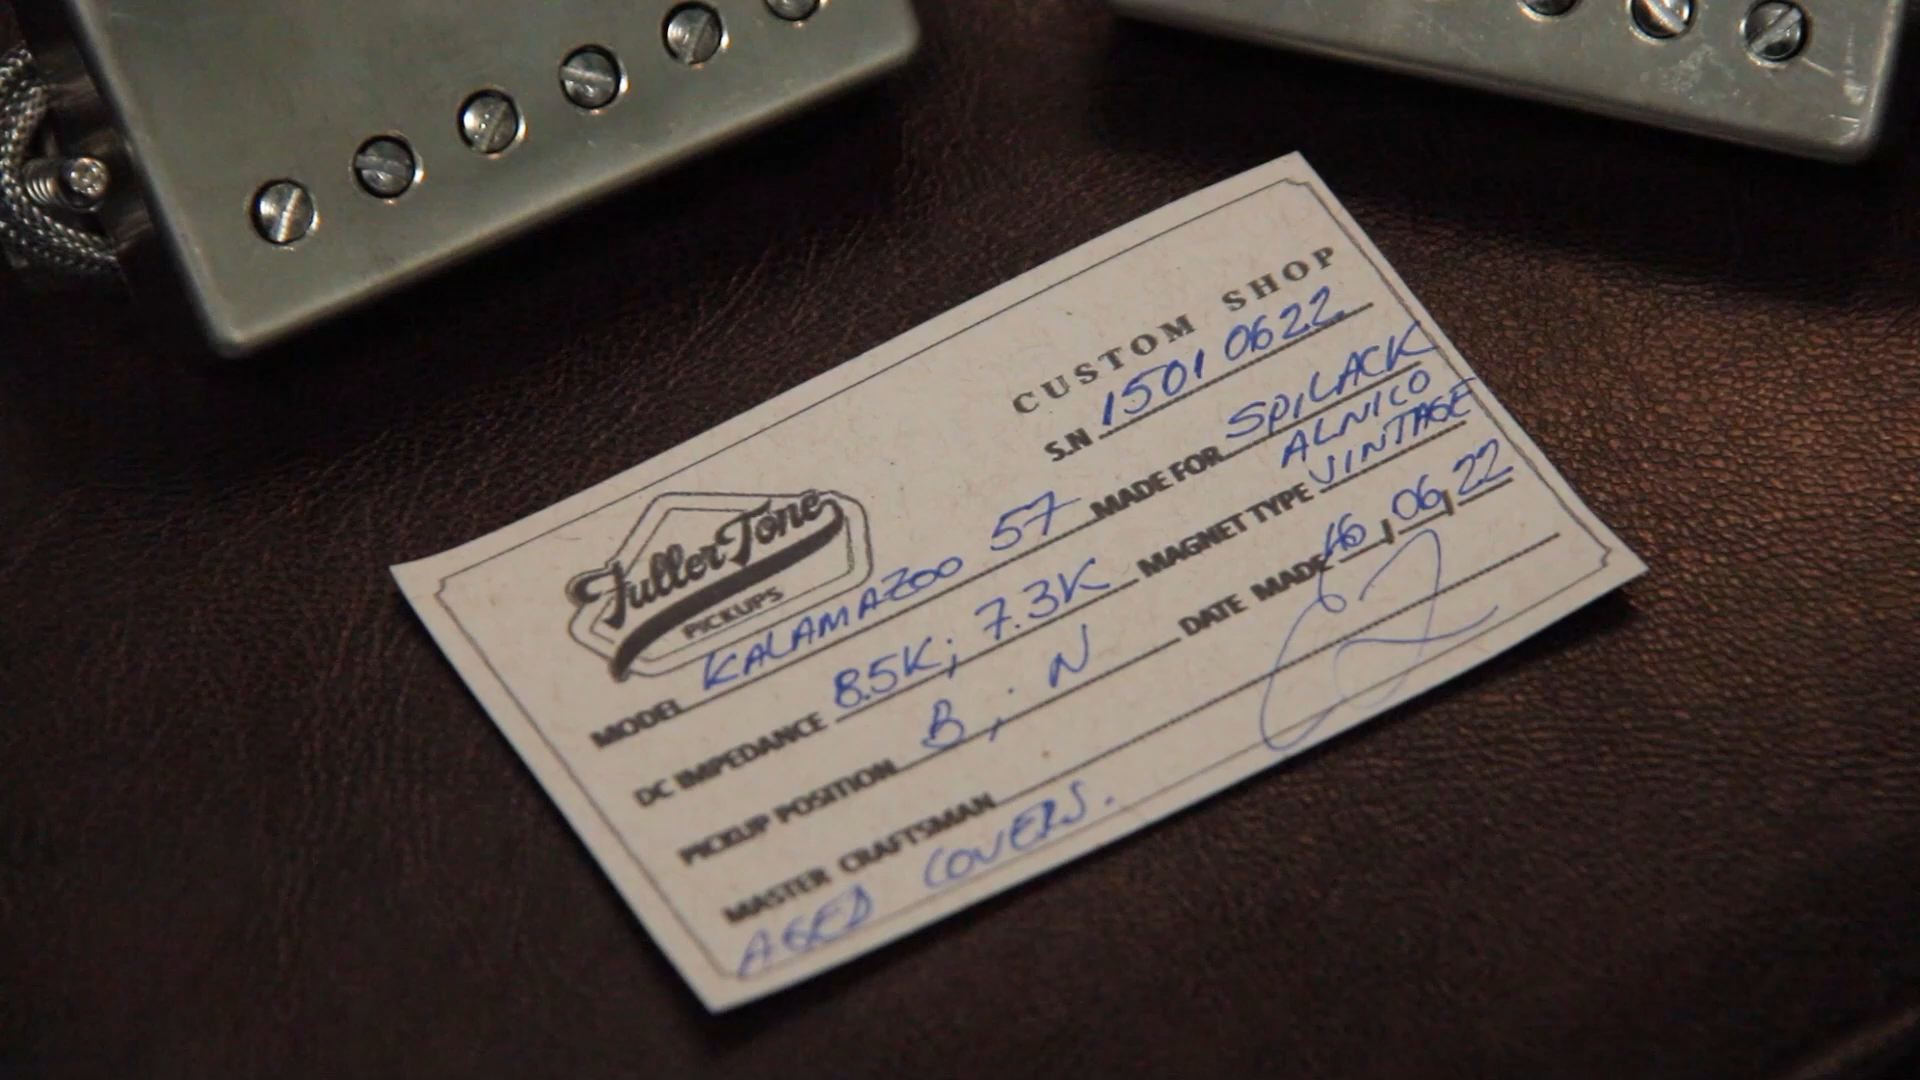 CUSTOM SHOP
S.N 1501 0622
FullerTone
PICKUPS
MODEL KALAMAZOO 57 MADE FOR SPILACK
DC IMPEDANCE 8.5K; 7.3K MAGNET TYPE ALNICO VINTAGE
PICKUP POSITION B ; N DATE MADE 16 / 06 / 22
MASTER CRAFTSMAN
AGED COVERS.